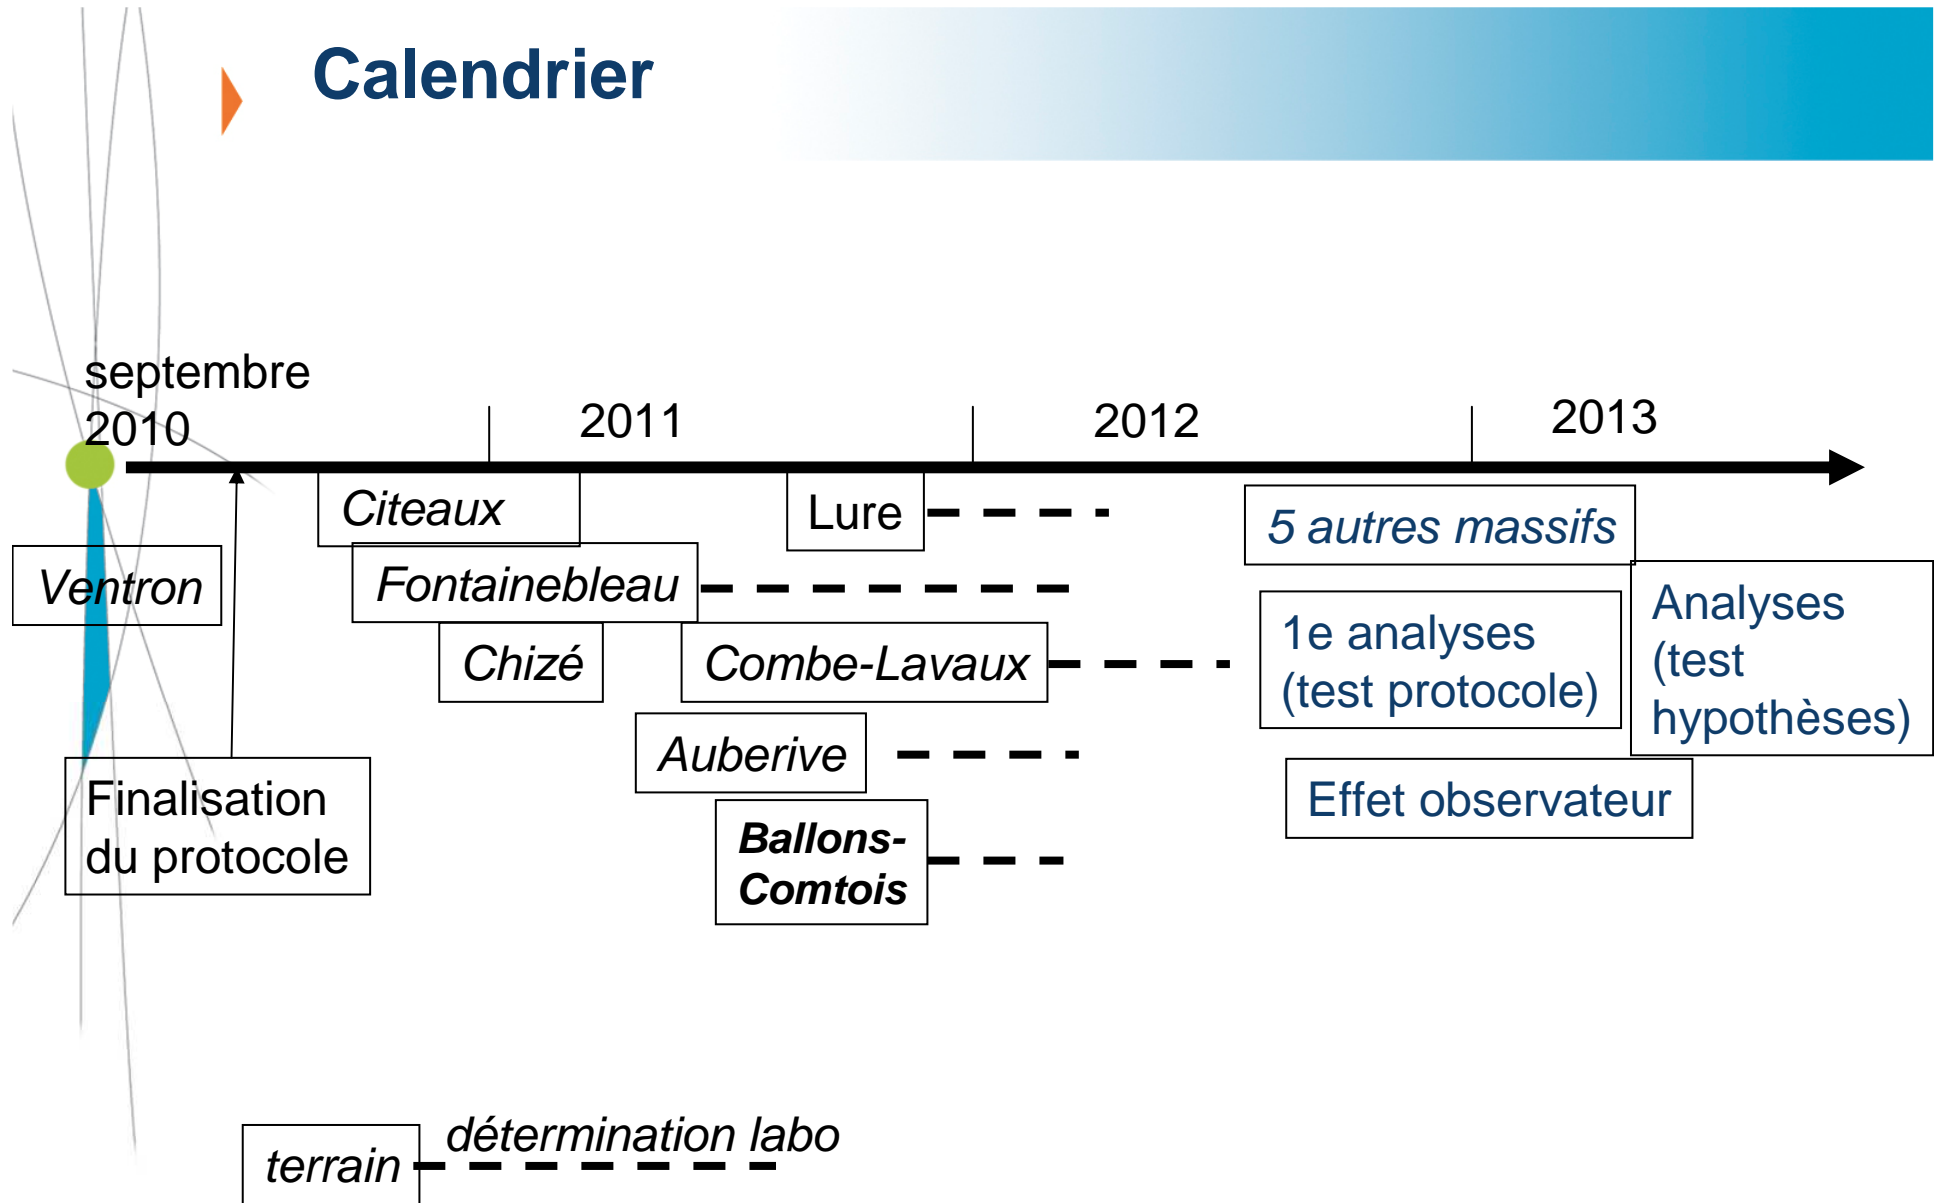 Calendrier
septembre
2010
2011
2012
2013
Citeaux
Lure
5 autres massifs
Ventron
Fontainebleau
Analyses
(test
hypothèses)
Chizé
Combe-Lavaux
1e analyses
(test protocole)
Auberive
Effet observateur
Finalisation
du protocole
Ballons-
Comtois
terrain
détermination labo